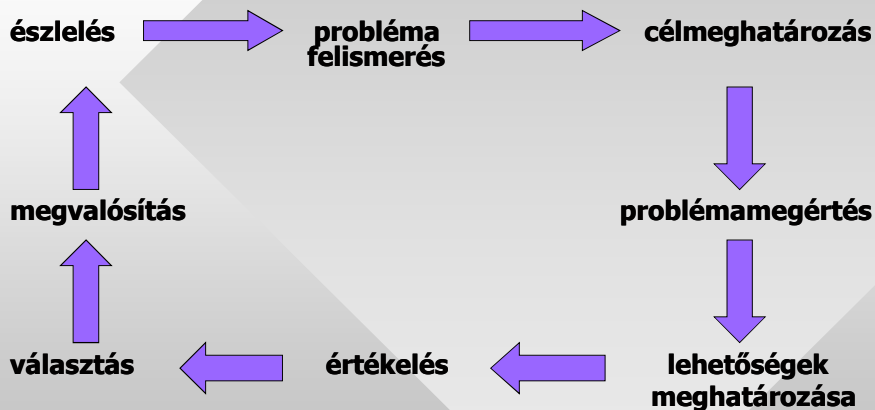 észlelés
probléma
felismerés
célmeghatározás
problémamegértés
lehetőségek
meghatározása
értékelés
választás
megvalósítás